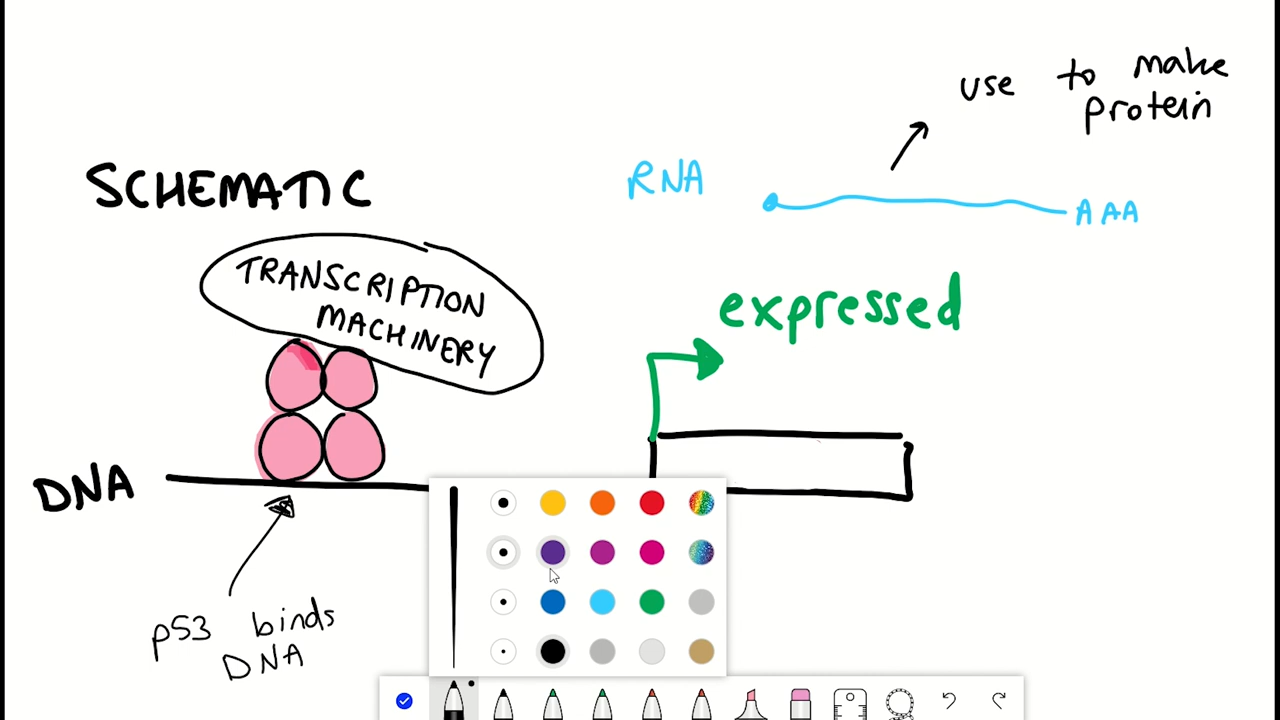 use to make
protein
RNA
AAA
SCHEMATIC
TRANSCRIPTION
MACHINERY
expressed
DNA
p53 binds
DNA